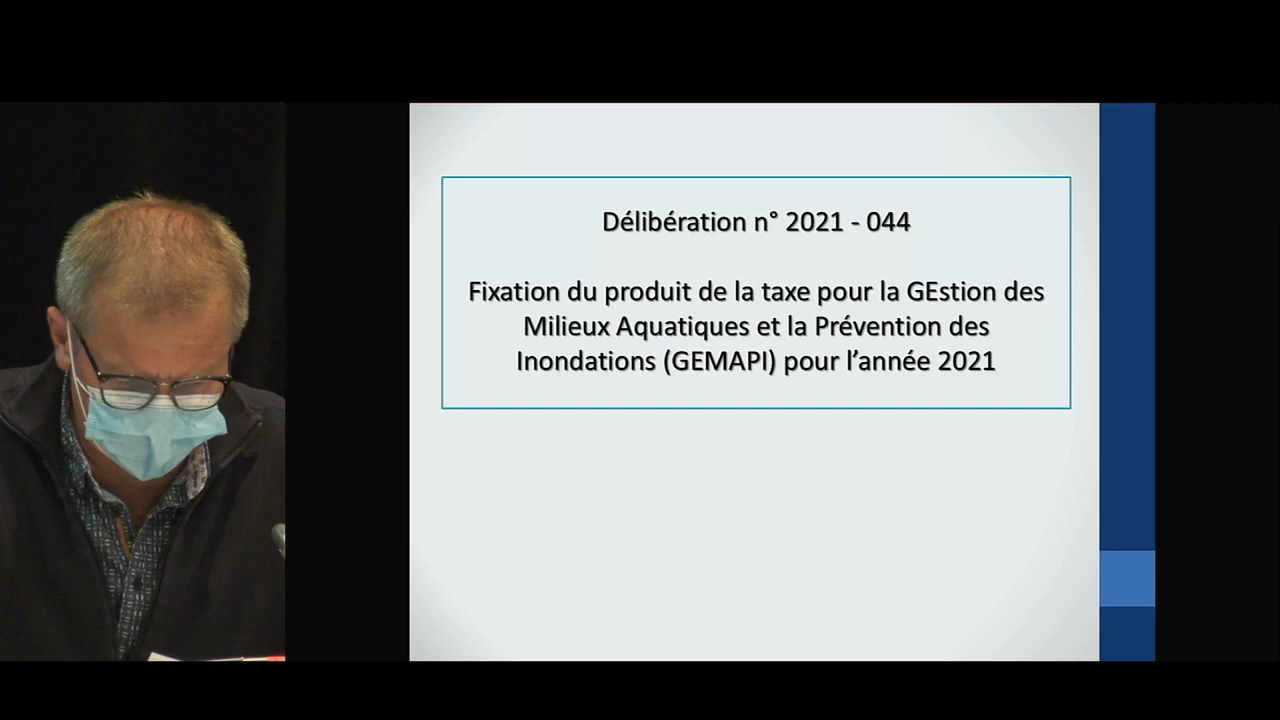 Délibération n° 2021 - 044
Fixation du produit de la taxe pour la GEstion des
Milieux Aquatiques et la Prévention des
Inondations (GEMAPI) pour l’année 2021